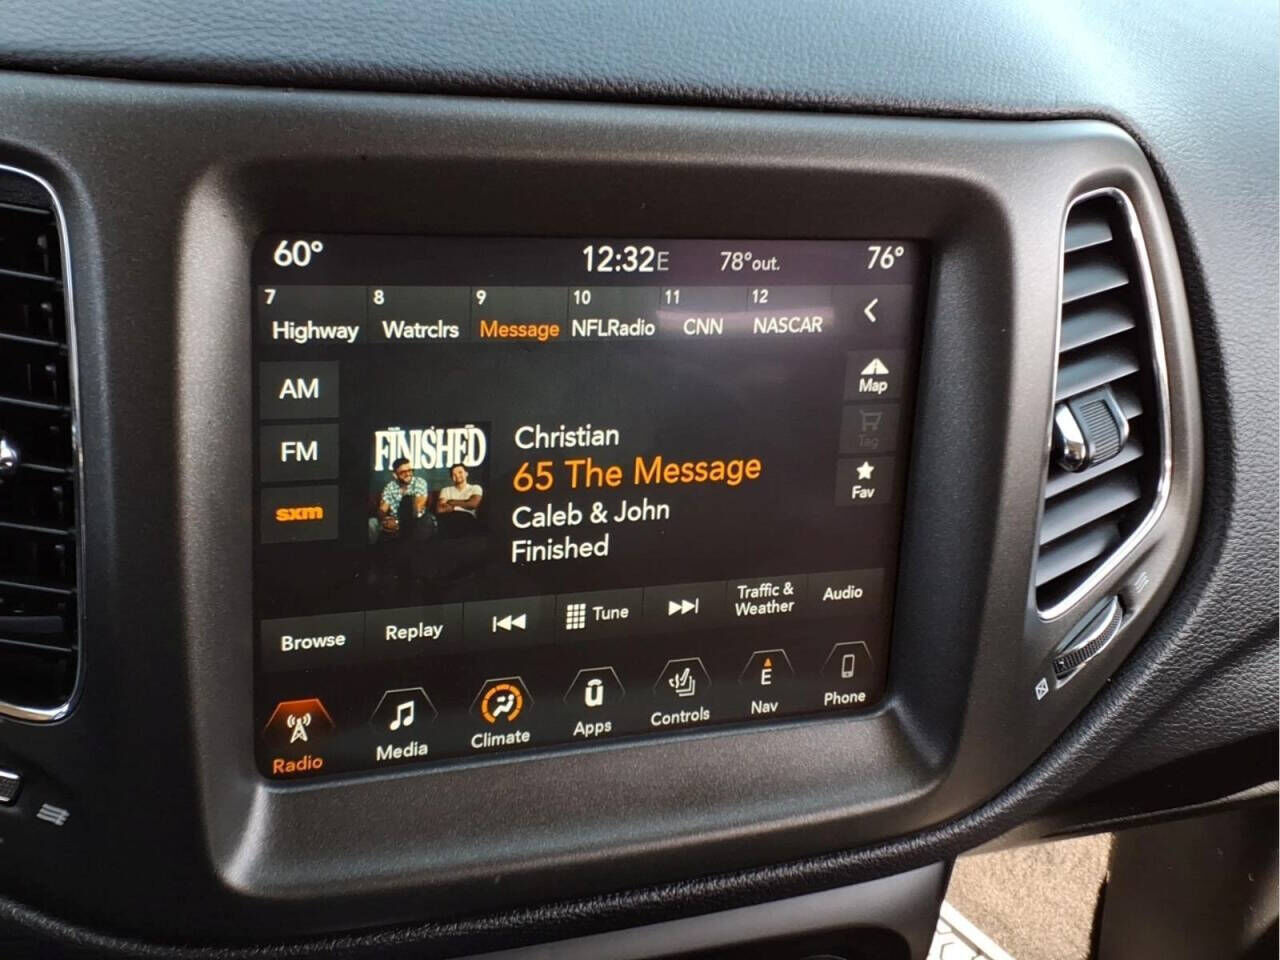 60° 12:32E 78°out. 76°
7 8 9 10 11 12
Highway Watrclrs Message NFLRadio CNN NASCAR
AM
FM
sxm
FINISHED
Christian
65 The Message
Caleb & John
Finished
Map
Tag
Fav
Browse Replay Tune Traffic & Weather Audio
Radio Media Climate Apps Controls E Nav Phone